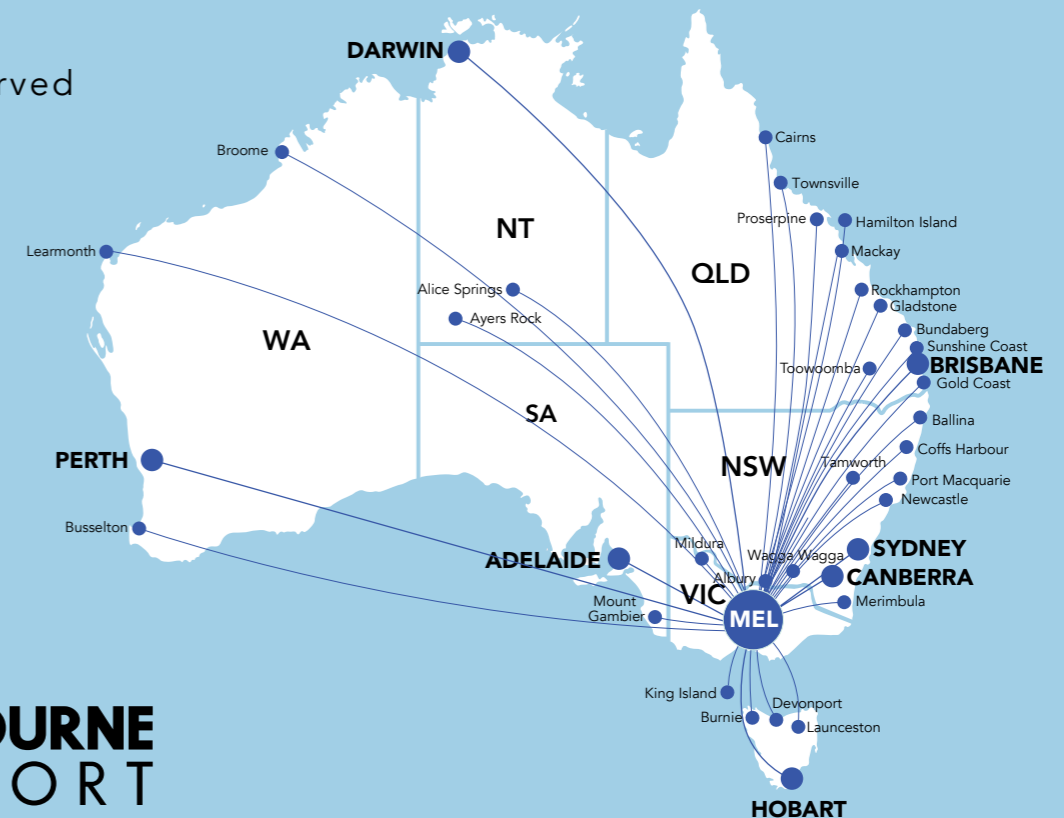 DARWIN
rved
Cairns
Broome
Townsville
Proserpine
Hamilton Island
NT
Learmonth
Mackay
QLD
Alice Springs
Rockhampton
Gladstone
Ayers Rock
WA
Bundaberg
Sunshine Coast
Toowoomba
BRISBANE
Gold Coast
SA
Ballina
Coffs Harbour
PERTH
NSW
Tamworth
Port Macquarie
Newcastle
Busselton
Mildura
SYDNEY
Wagga Wagga
ADELAIDE
Albury
CANBERRA
VIC
Mount
Gambier
Merimbula
MEL
King Island
Devonport
Burnie
Launceston
OURNE
ORT
HOBART